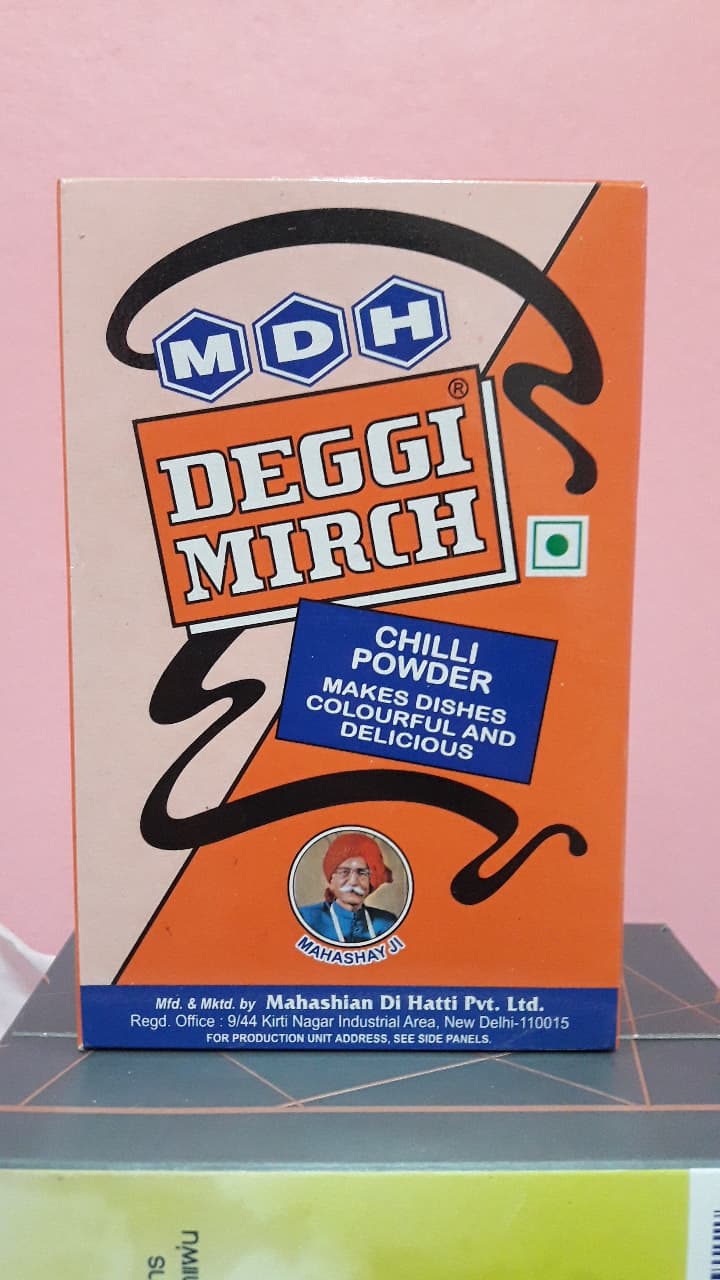 MDH
®
DEGGI
MIRCH
CHILLI
POWDER
MAKES DISHES
COLOURFUL AND
DELICIOUS
MAHASHAY JI
Mfd. & Mktd. by Mahashian Di Hatti Pvt. Ltd.
Regd. Office : 9/44 Kirti Nagar Industrial Area, New Delhi-110015
FOR PRODUCTION UNIT ADDRESS, SEE SIDE PANELS.